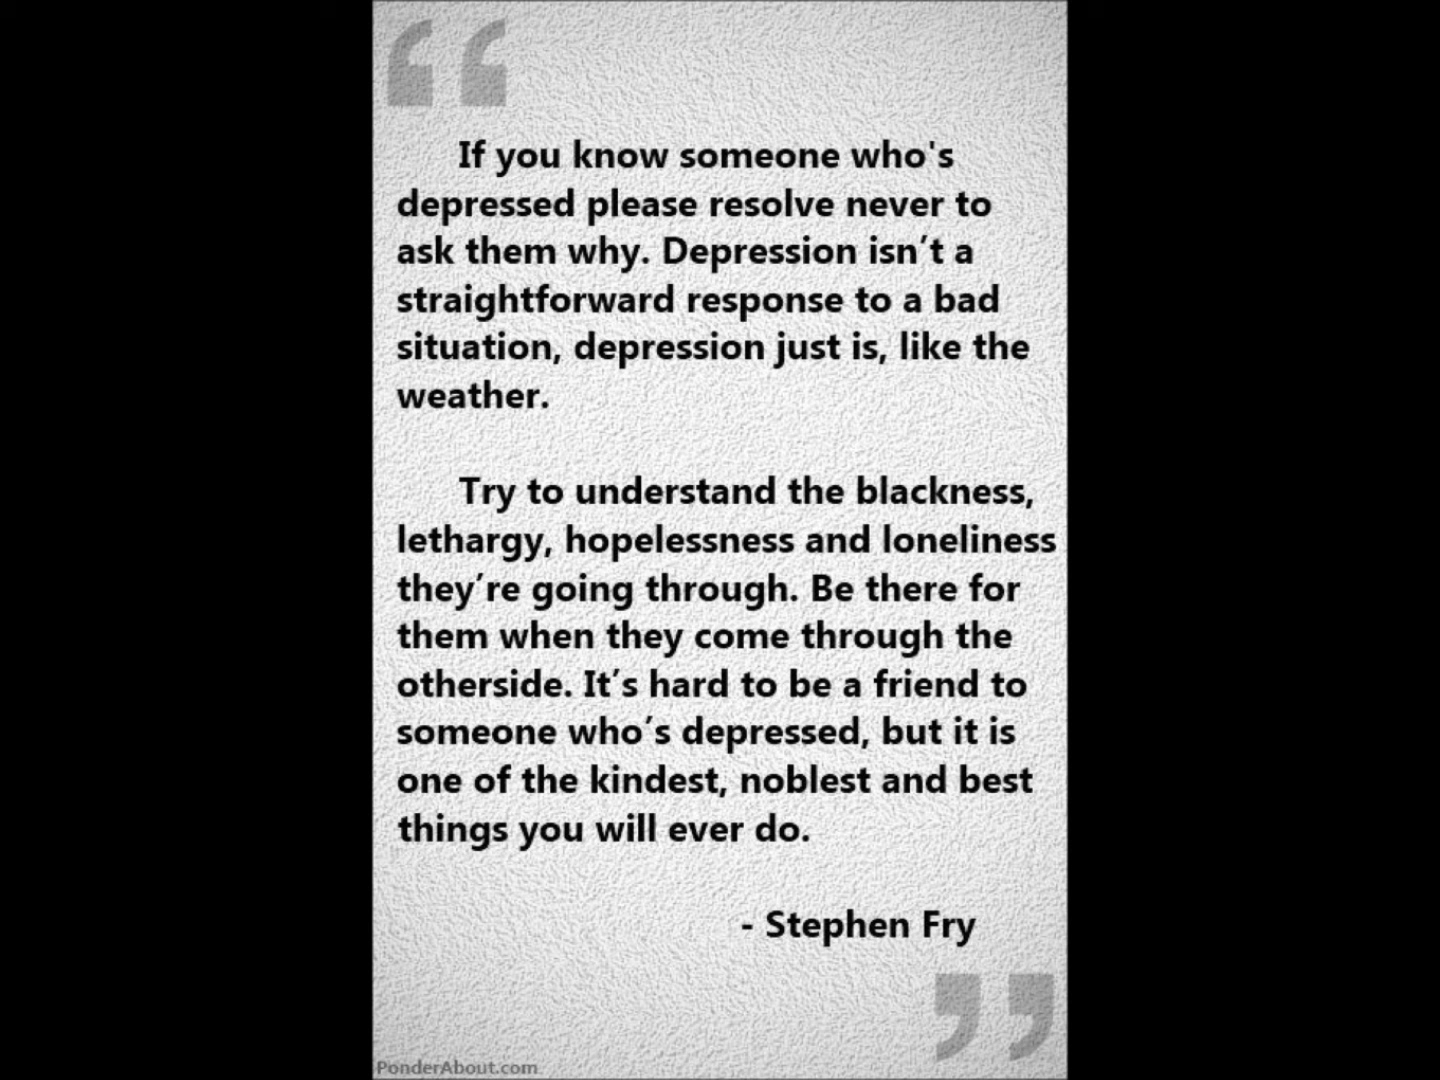 If you know someone who's
depressed please resolve never to
ask them why. Depression isn’t a
straightforward response to a bad
situation, depression just is, like the
weather.
Try to understand the blackness,
lethargy, hopelessness and loneliness
they’re going through. Be there for
them when they come through the
otherside. It’s hard to be a friend to
someone who’s depressed, but it is
one of the kindest, noblest and best
things you will ever do.
- Stephen Fry
PonderAbout.com